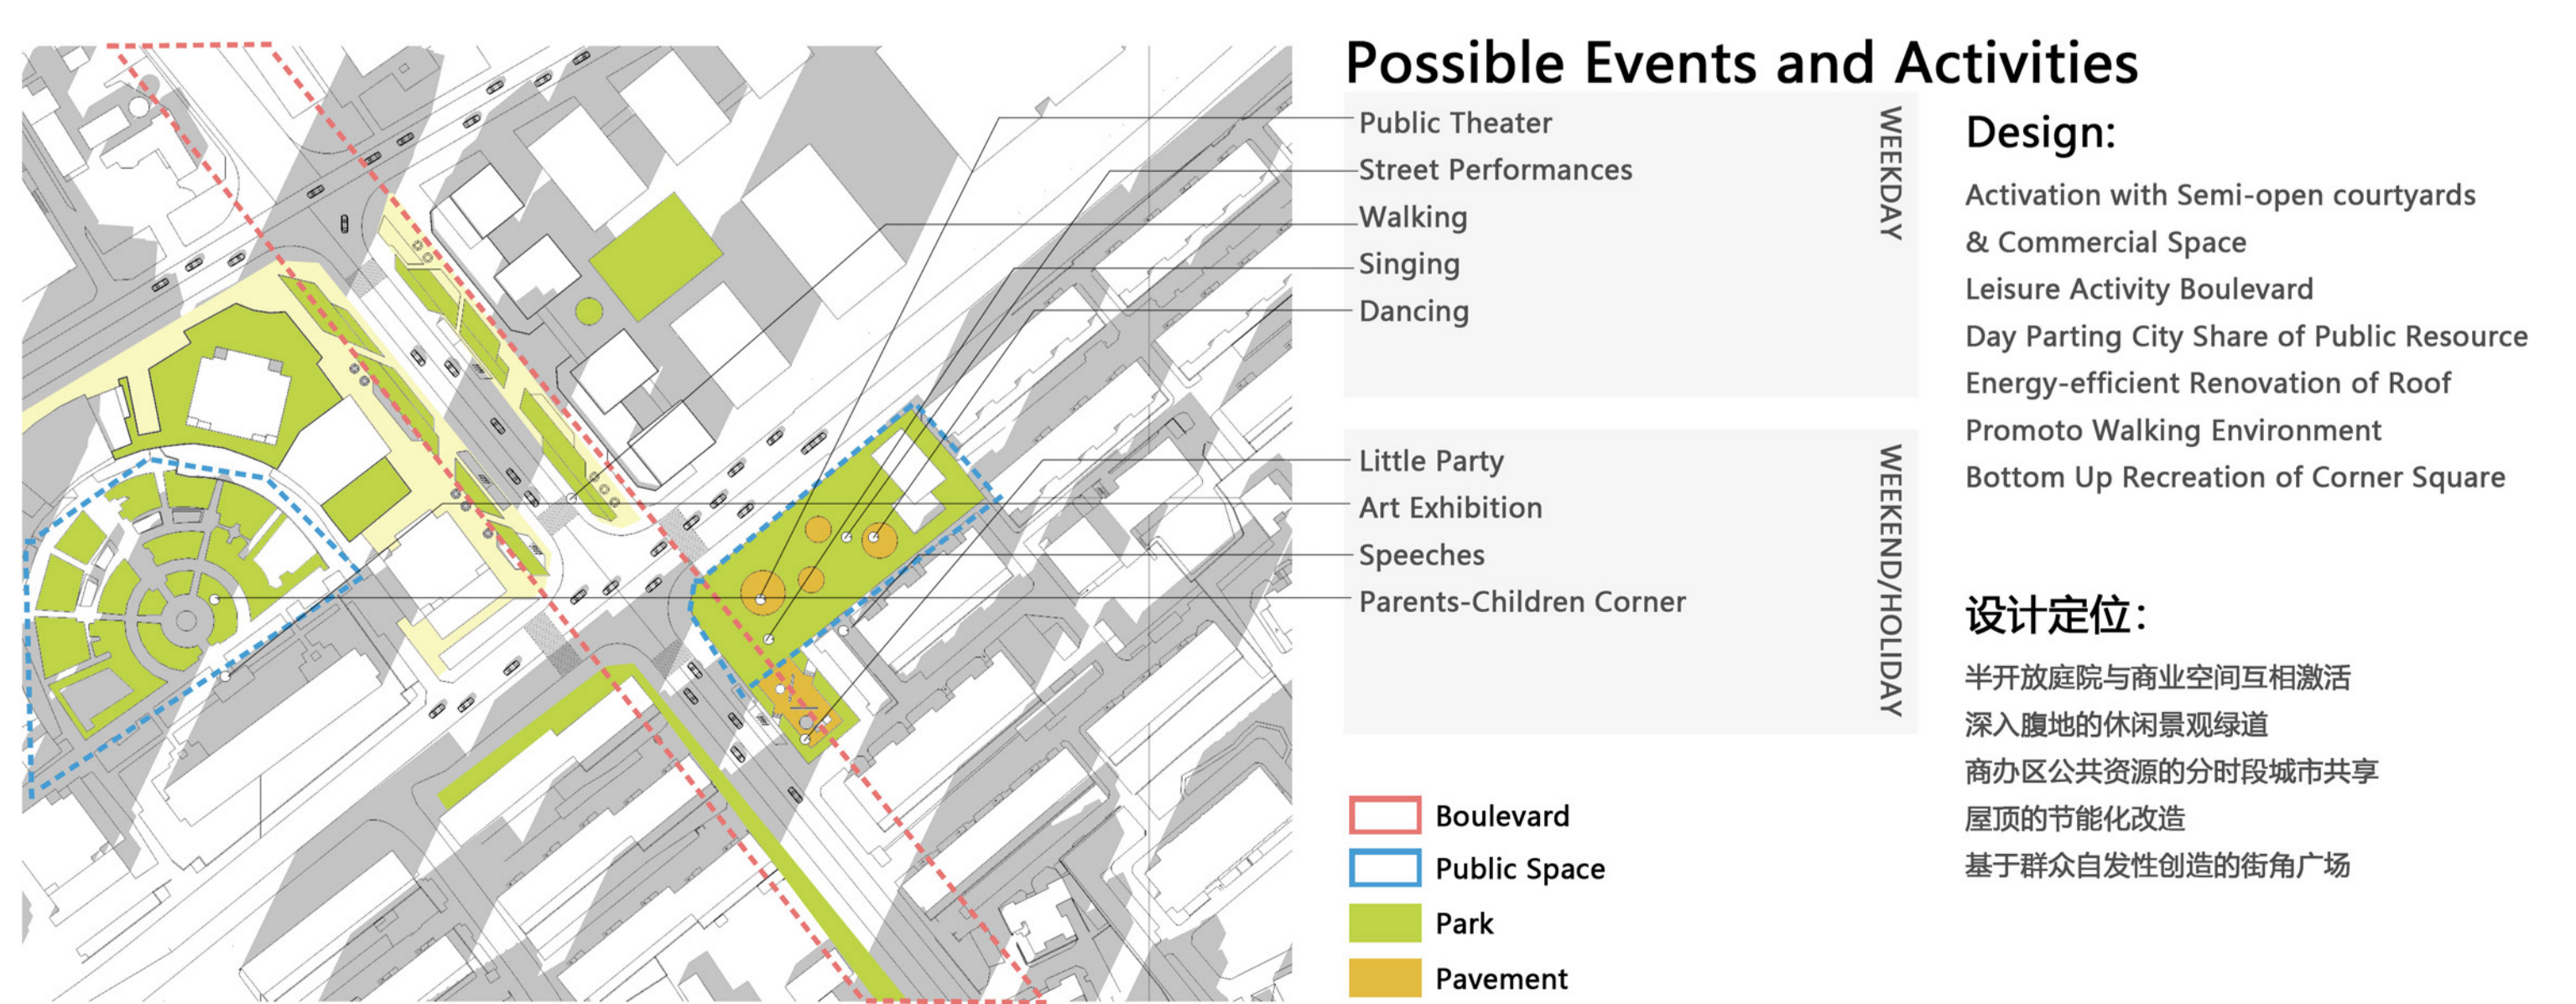 Possible Events and Activities
Public Theater
Street Performances
Walking
Singing
Dancing
WEEKDAY
Little Party
Art Exhibition
Speeches
Parents-Children Corner
WEEKEND/HOLIDAY
Boulevard
Public Space
Park
Pavement
Design:
Activation with Semi-open courtyards
& Commercial Space
Leisure Activity Boulevard
Day Parting City Share of Public Resource
Energy-efficient Renovation of Roof
Promoto Walking Environment
Bottom Up Recreation of Corner Square
设计定位：
半开放庭院与商业空间互相激活
深入腹地的休闲景观绿道
商办区公共资源的分时段城市共享
屋顶的节能化改造
基于群众自发性创造的街角广场